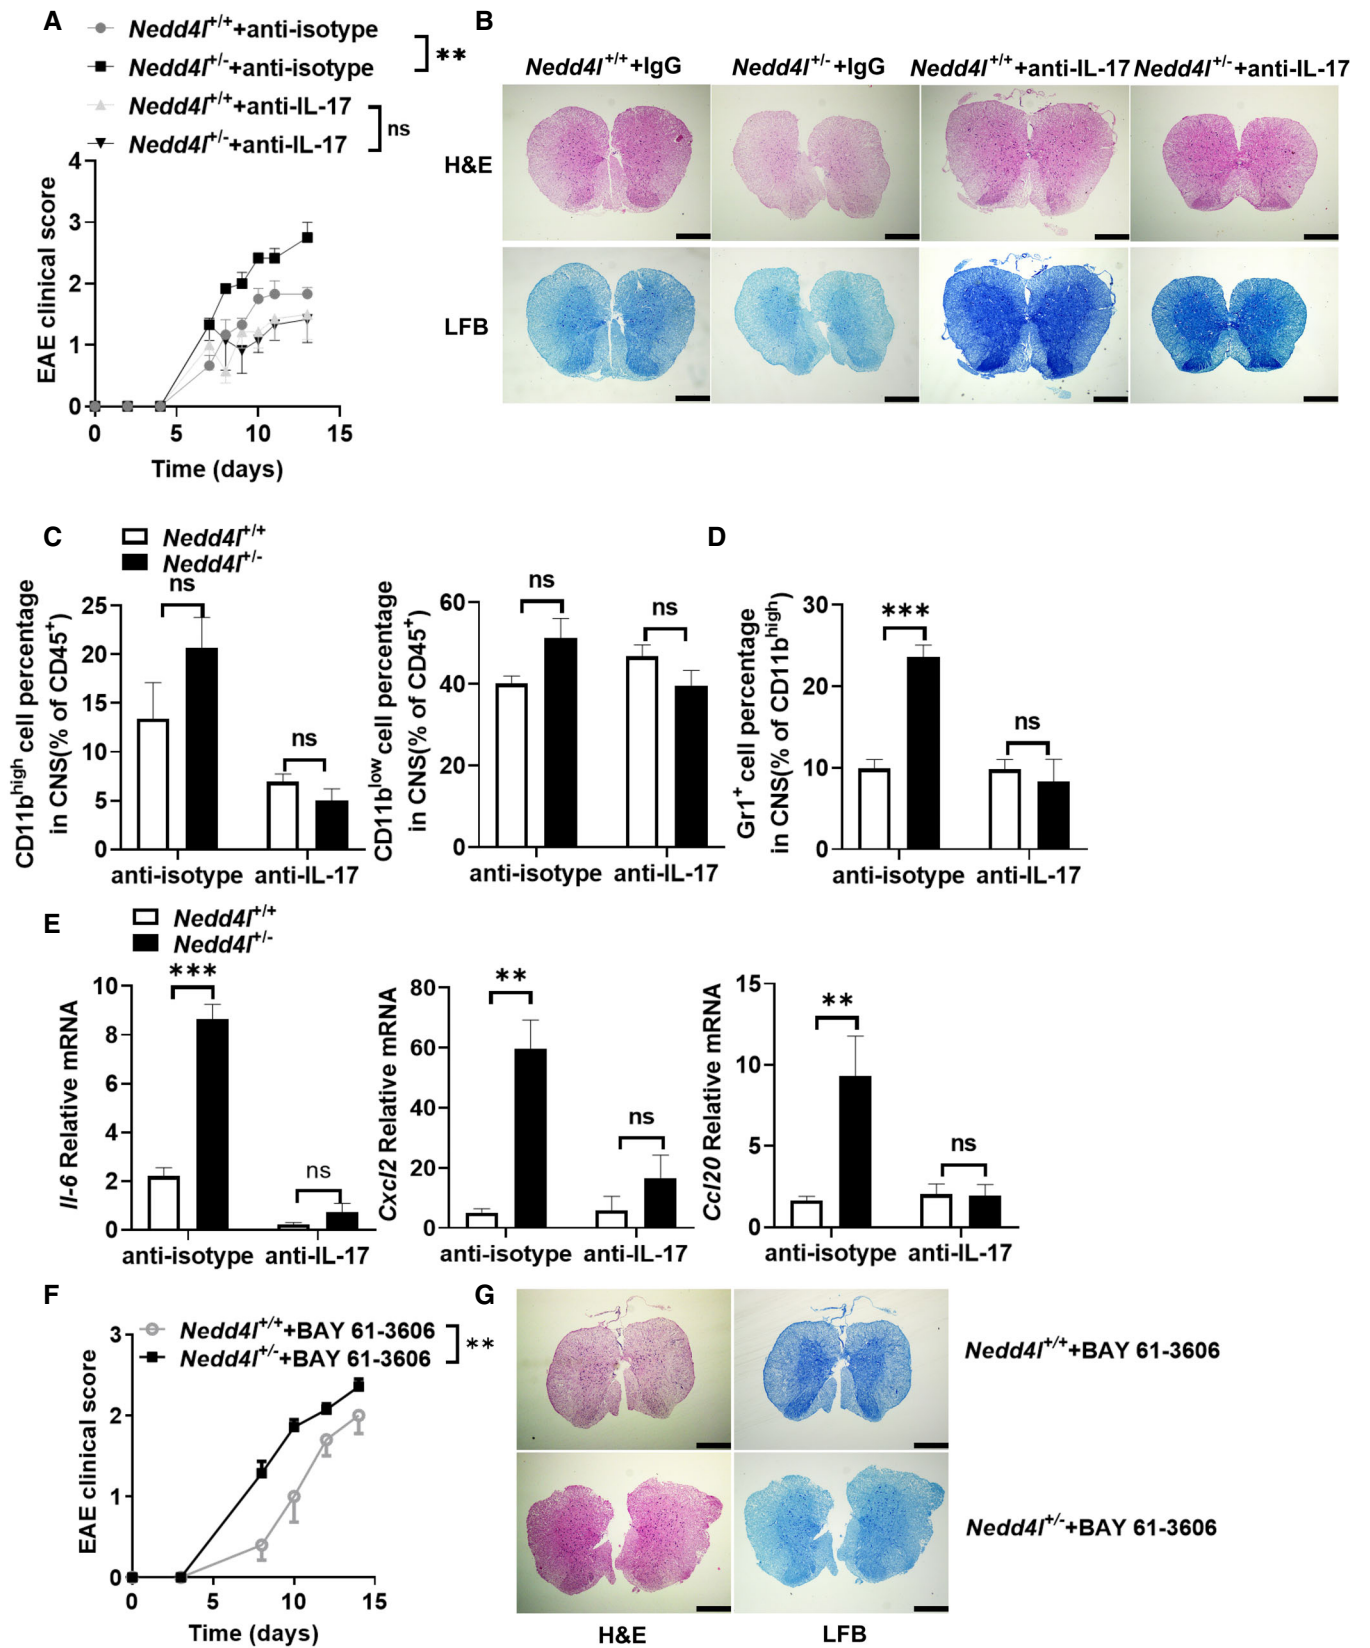 A
Nedd4l+/++anti-isotype
Nedd4l+/-+anti-isotype
**
Nedd4l+/++anti-IL-17
Nedd4l+/-+anti-IL-17
ns
EAE clinical score
4
3
2
1
0
0 5 10 15
Time (days)
B
Nedd4l+/++IgG Nedd4l+/-+IgG Nedd4l+/++anti-IL-17 Nedd4l+/-+anti-IL-17
H&E
LFB
C
Nedd4l+/+
Nedd4l+/-
CD11bhigh cell percentage
in CNS(% of CD45+)
25
20
15
10
5
0
ns
ns
anti-isotype anti-IL-17
CD11blow cell percentage
in CNS(% of CD45+)
60
40
20
0
ns
ns
anti-isotype anti-IL-17
D
Gr1+ cell percentage
in CNS(% of CD11bhigh)
30
20
10
0
***
ns
anti-isotype anti-IL-17
E
Nedd4l+/+
Nedd4l+/-
Il-6 Relative mRNA
10
8
6
4
2
0
***
ns
anti-isotype anti-IL-17
Cxcl2 Relative mRNA
80
60
40
20
0
**
ns
anti-isotype anti-IL-17
Ccl20 Relative mRNA
15
10
5
0
**
ns
anti-isotype anti-IL-17
F
Nedd4l+/++BAY 61-3606
Nedd4l+/-+BAY 61-3606
**
EAE clinical score
3
2
1
0
0 5 10 15
Time (days)
G
Nedd4l+/++BAY 61-3606
Nedd4l+/-+BAY 61-3606
H&E LFB